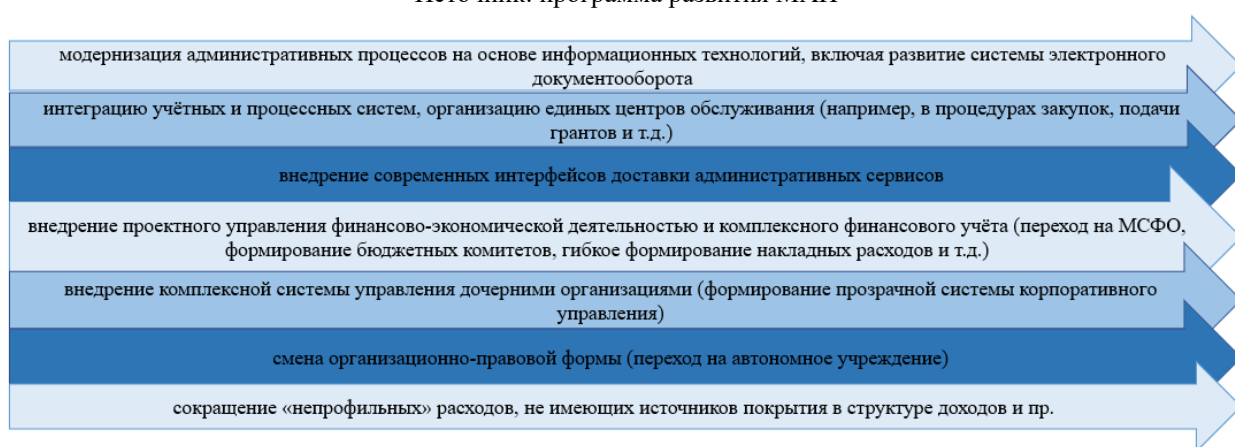 Источник: программа развития МАИ
модернизация административных процессов на основе информационных технологий, включая развитие системы электронного
документооборота
интеграцию учётных и процессных систем, организацию единых центров обслуживания (например, в процедурах закупок, подачи
грантов и т.д.)
внедрение современных интерфейсов доставки административных сервисов
внедрение проектного управления финансово-экономической деятельностью и комплексного финансового учёта (переход на МСФО,
формирование бюджетных комитетов, гибкое формирование накладных расходов и т.д.)
внедрение комплексной системы управления дочерними организациями (формирование прозрачной системы корпоративного
управления)
смена организационно-правовой формы (переход на автономное учреждение)
сокращение «непрофильных» расходов, не имеющих источников покрытия в структуре доходов и пр.